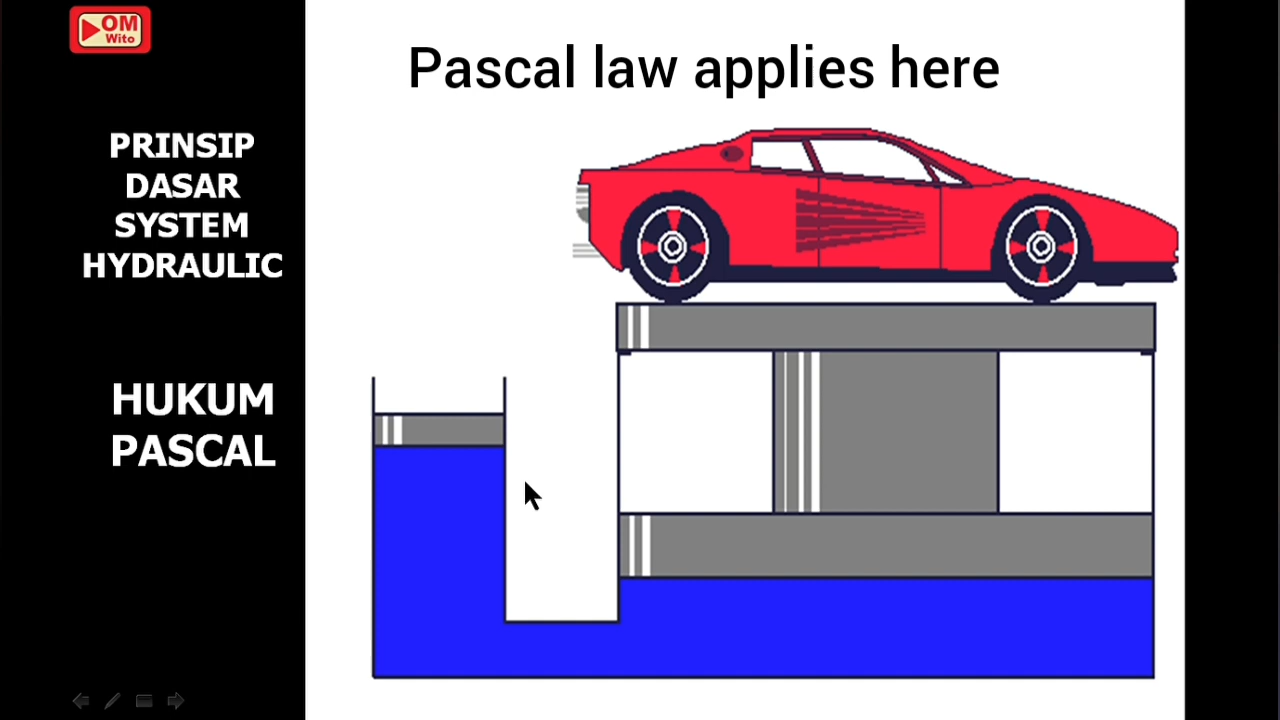 OM
Wito
Pascal law applies here
PRINSIP
DASAR
SYSTEM
HYDRAULIC
HUKUM
PASCAL